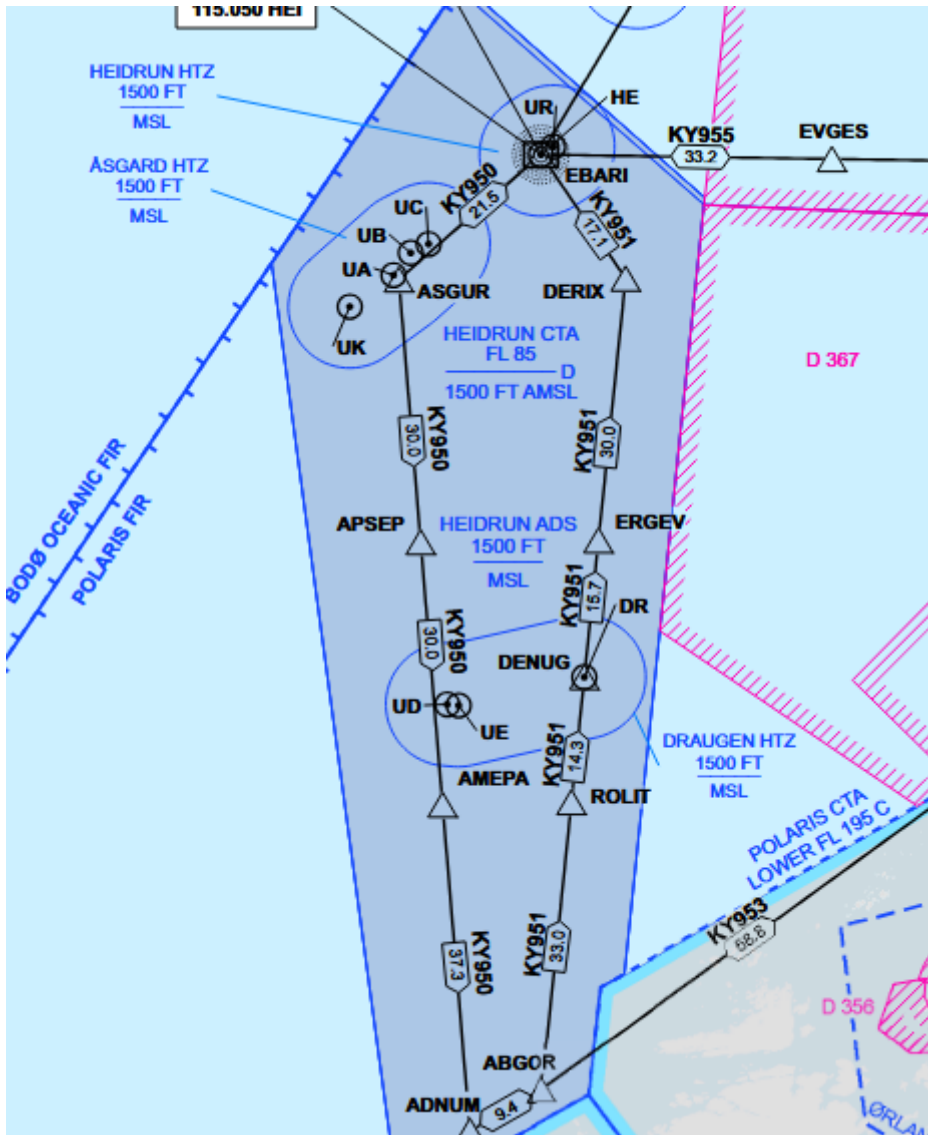 115.050 HEI
HEIDRUN HTZ
1500 FT
MSL
UR
HE
KY955
33.2
EVGES
ÅSGARD HTZ
1500 FT
MSL
KY950
21.5
EBARI
KY951
17.1
UC
UB
UA
ASGUR
DERIX
UK
HEIDRUN CTA
FL 85
D
1500 FT AMSL
D 367
KY950
30.0
KY951
30.0
BODØ OCEANIC FIR
POLARIS FIR
APSEP
HEIDRUN ADS
1500 FT
MSL
ERGEV
KY951
15.7
DR
KY950
30.0
DENUG
UD
UE
KY951
14.3
DRAUGEN HTZ
1500 FT
MSL
AMEPA
ROLIT
POLARIS CTA
LOWER FL 195 C
KY953
68.8
KY950
37.3
KY951
33.0
D 356
ABGOR
ADNUM
9.4
ØRLAN